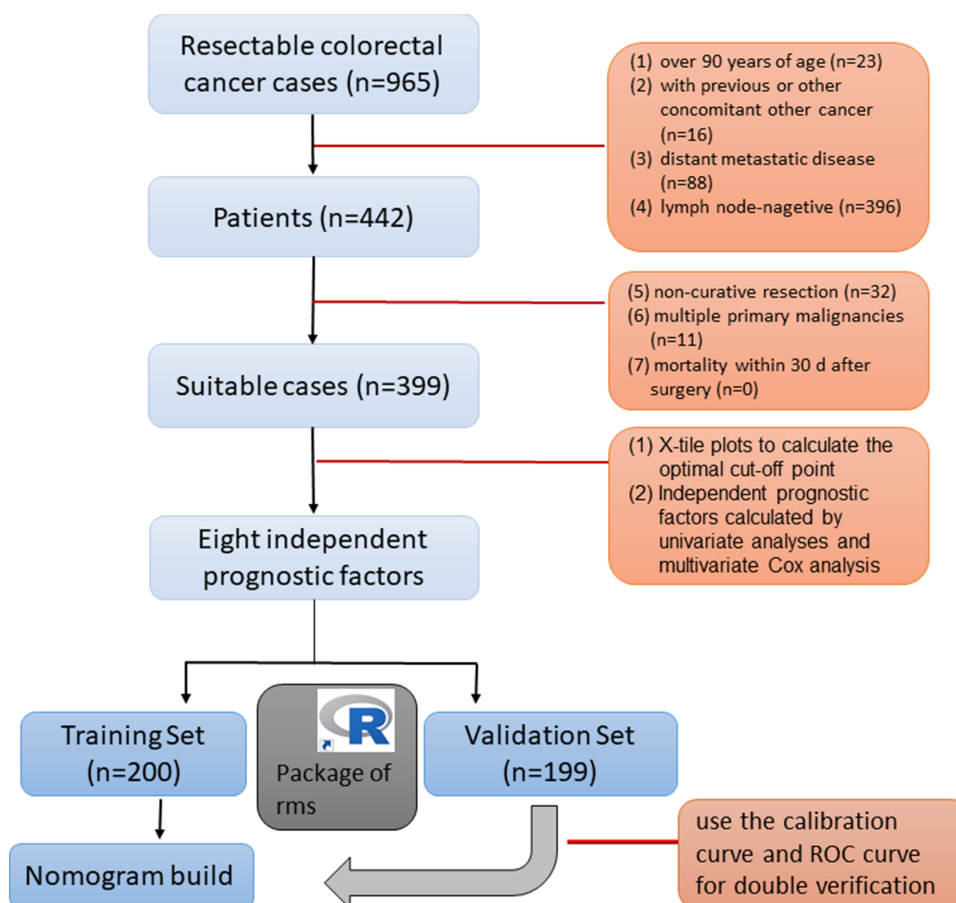 Resectable colorectal
cancer cases (n=965)
(1) over 90 years of age (n=23)
(2) with previous or other
concomitant other cancer
(n=16)
(3) distant metastatic disease
(n=88)
(4) lymph node-nagetive (n=396)
Patients (n=442)
(5) non-curative resection (n=32)
(6) multiple primary malignancies
(n=11)
(7) mortality within 30 d after
surgery (n=0)
Suitable cases (n=399)
(1) X-tile plots to calculate the
optimal cut-off point
(2) Independent prognostic
factors calculated by
univariate analyses and
multivariate Cox analysis
Eight independent
prognostic factors
Training Set
(n=200)
R
Package of
rms
Validation Set
(n=199)
Nomogram build
use the calibration
curve and ROC curve
for double verification